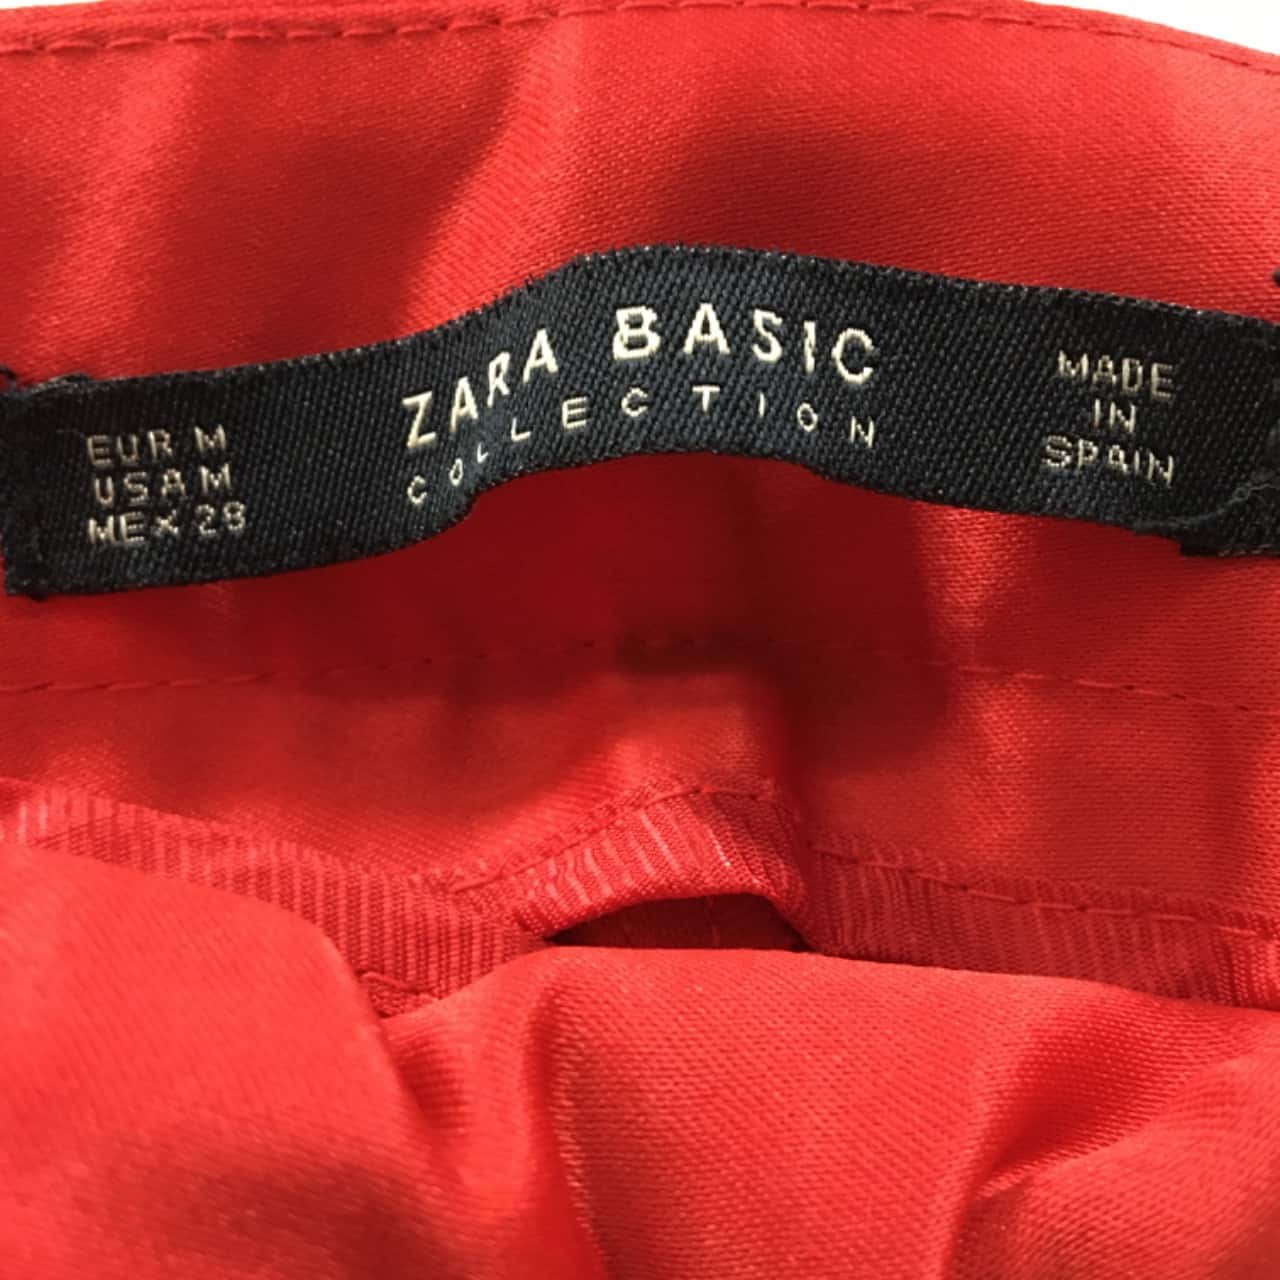 EUR M
USA M
MEX 28
ZARA BASIC
COLLECTION
MADE
IN
SPAIN